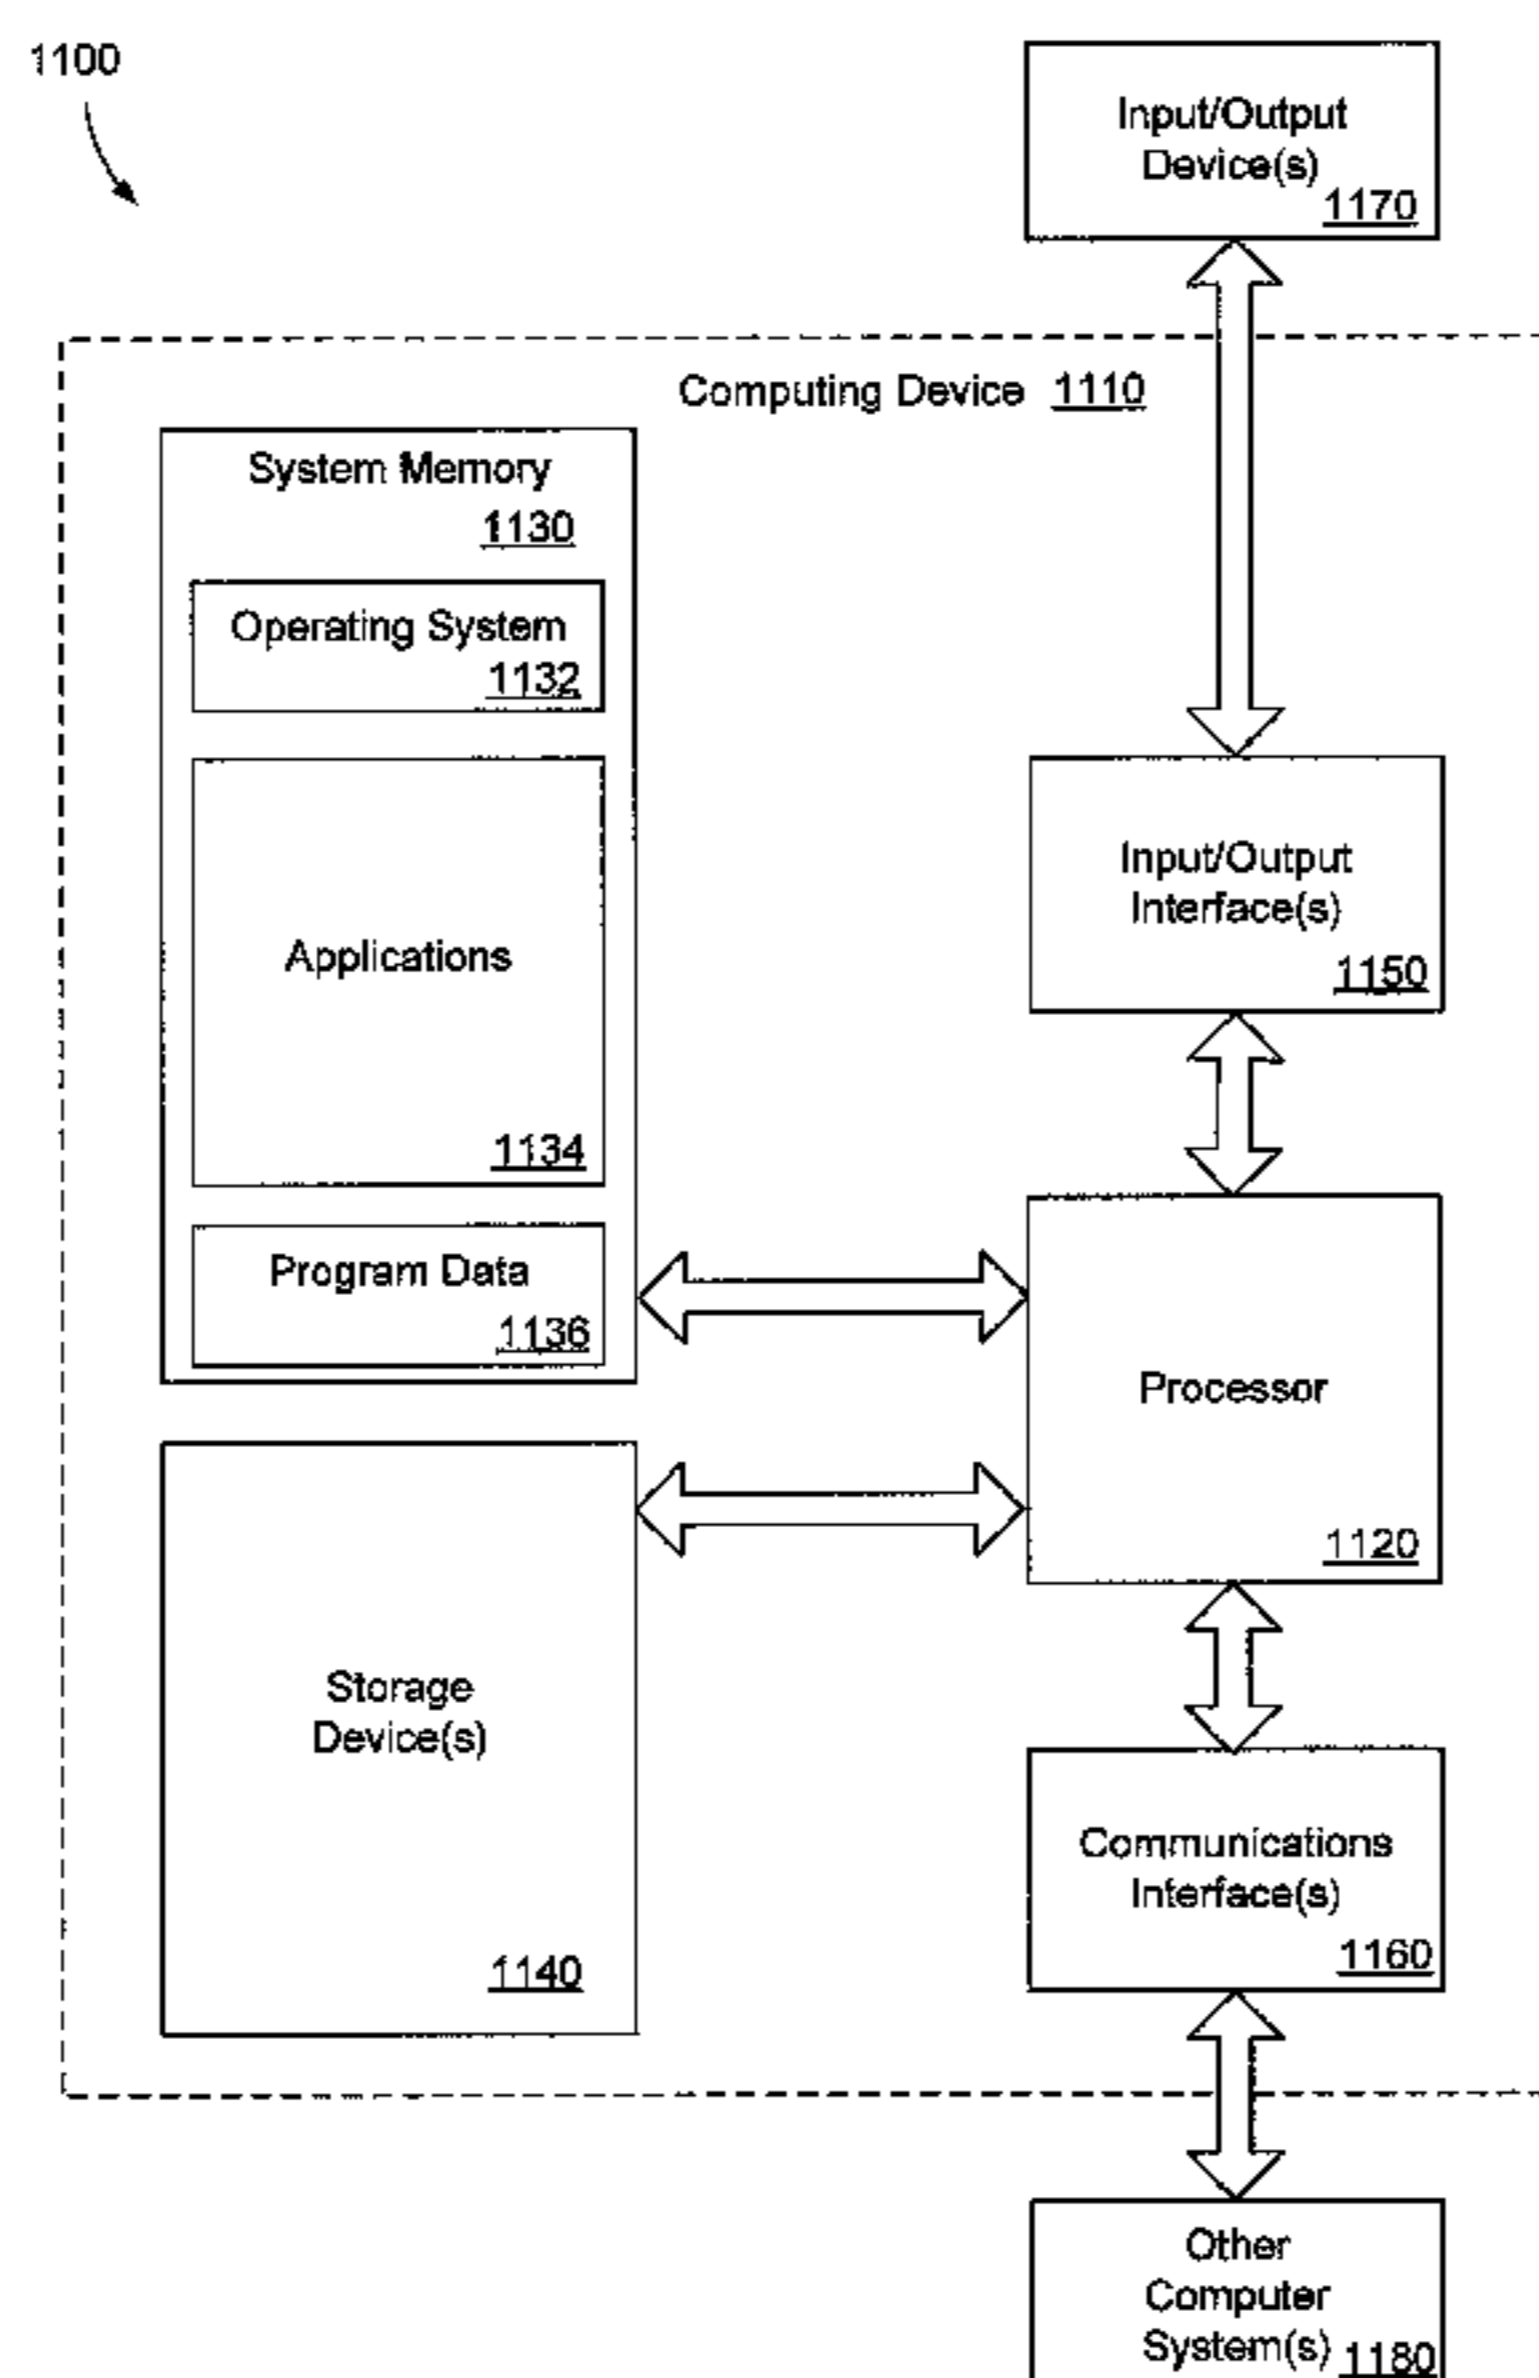 1100
Input/Output
Device(s)
1170
Computing Device 1110
System Memory
1130
Operating System
1132
Applications
1134
Program Data
1136
Input/Output
Interface(s)
1150
Processor
1120
Storage
Device(s)
1140
Communications
Interface(s)
1160
Other
Computer
System(s) 1180